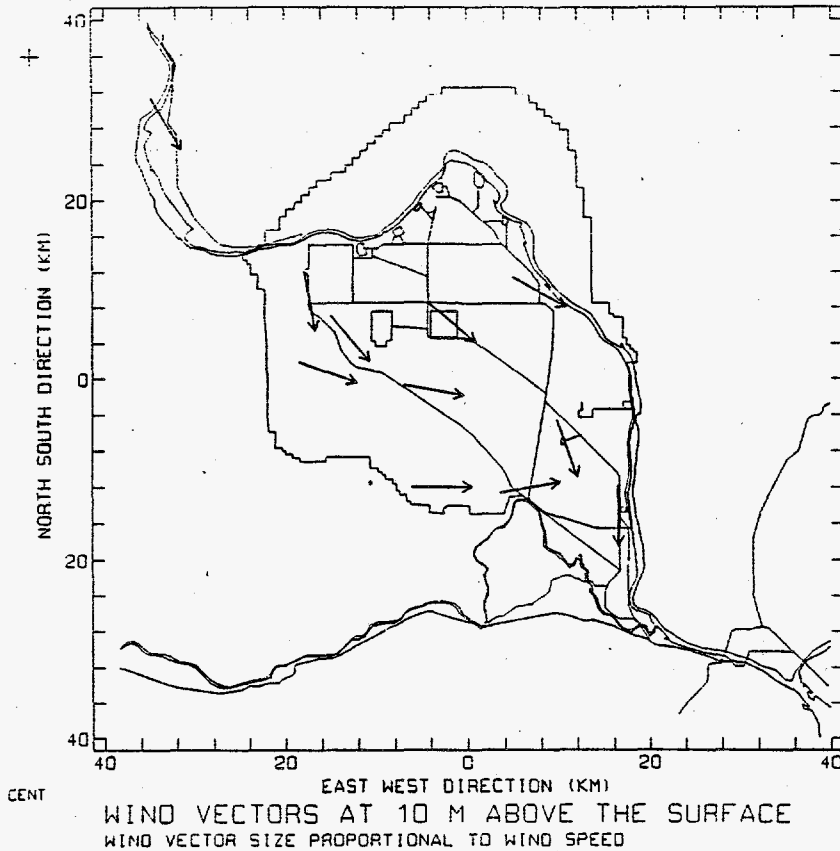 40
20
0
20
40
NORTH SOUTH DIRECTION (KM)
40 20 0 20 40
EAST WEST DIRECTION (KM)
CENT
WIND VECTORS AT 10 M ABOVE THE SURFACE
WIND VECTOR SIZE PROPORTIONAL TO WIND SPEED